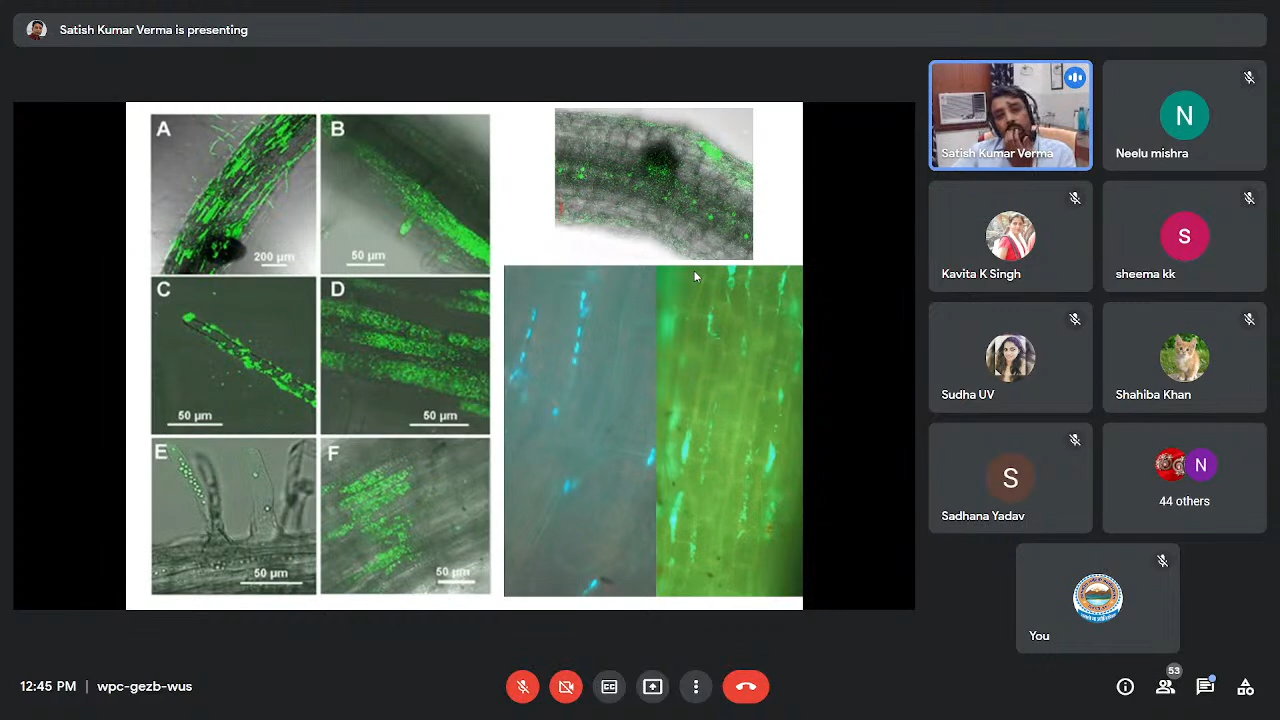 Satish Kumar Verma is presenting
A
B
200 µm
50 µm
C
D
50 µm
50 µm
E
F
50 µm
50 µm
Satish Kumar Verma
N
Neelu mishra
Kavita K Singh
S
sheema kk
Sudha UV
Shahiba Khan
S
Sadhana Yadav
N
44 others
You
12:45 PM | wpc-gezb-wus
53